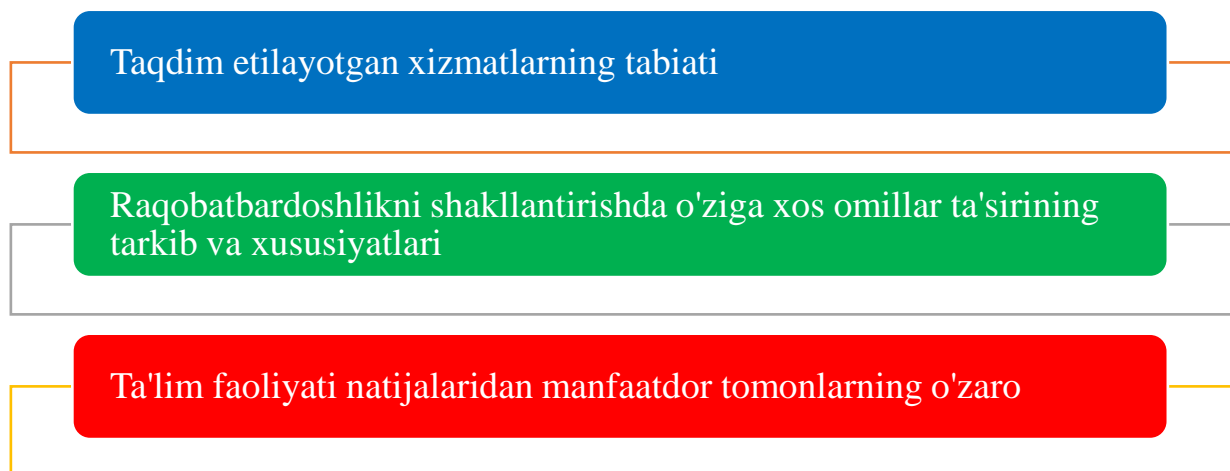 Taqdim etilayotgan xizmatlarning tabiati
Raqobatbardoshlikni shakllantirishda o'ziga xos omillar ta'sirining
tarkib va xususiyatlari
Ta'lim faoliyati natijalaridan manfaatdor tomonlarning o'zaro